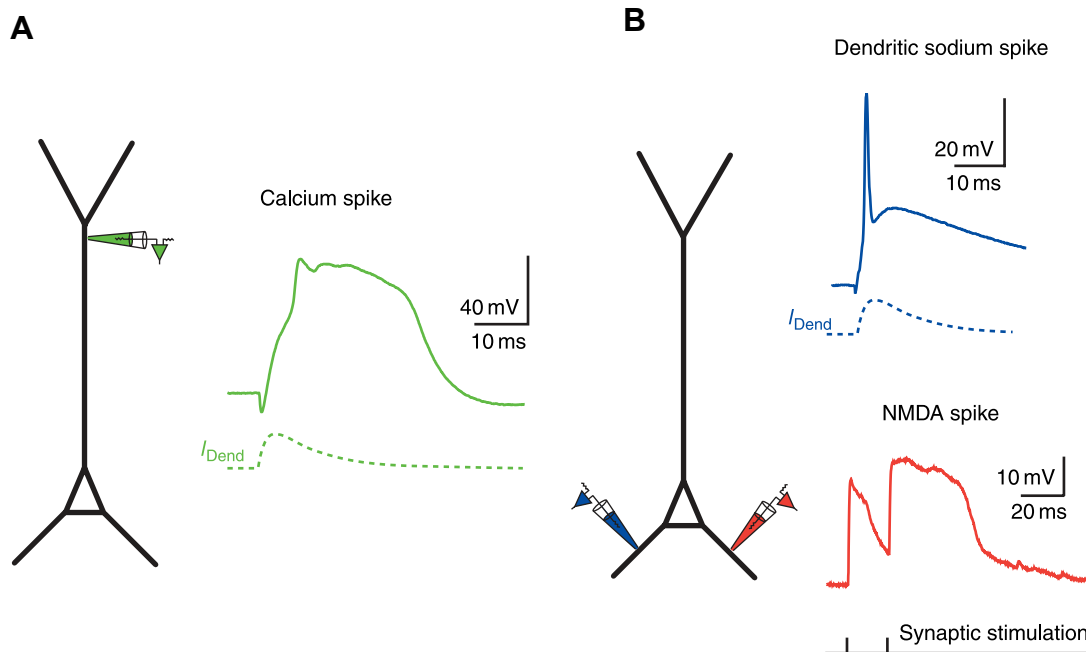 A
B
Calcium spike
40 mV
10 ms
IDend
Dendritic sodium spike
20 mV
10 ms
IDend
NMDA spike
10 mV
20 ms
Synaptic stimulation